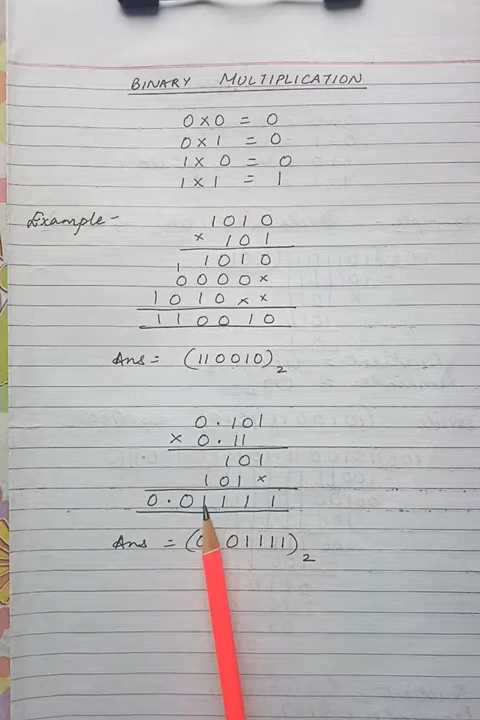 BINARY MULTIPLICATION
0 × 0 = 0
0 × 1 = 0
1 × 0 = 0
1 × 1 = 1
Example -
1010
× 101
1
1010
0000×
1010××
110010
Ans = (110010)2
0.101
× 0.11
101
101×
0.01111
Ans = (0.01111)2